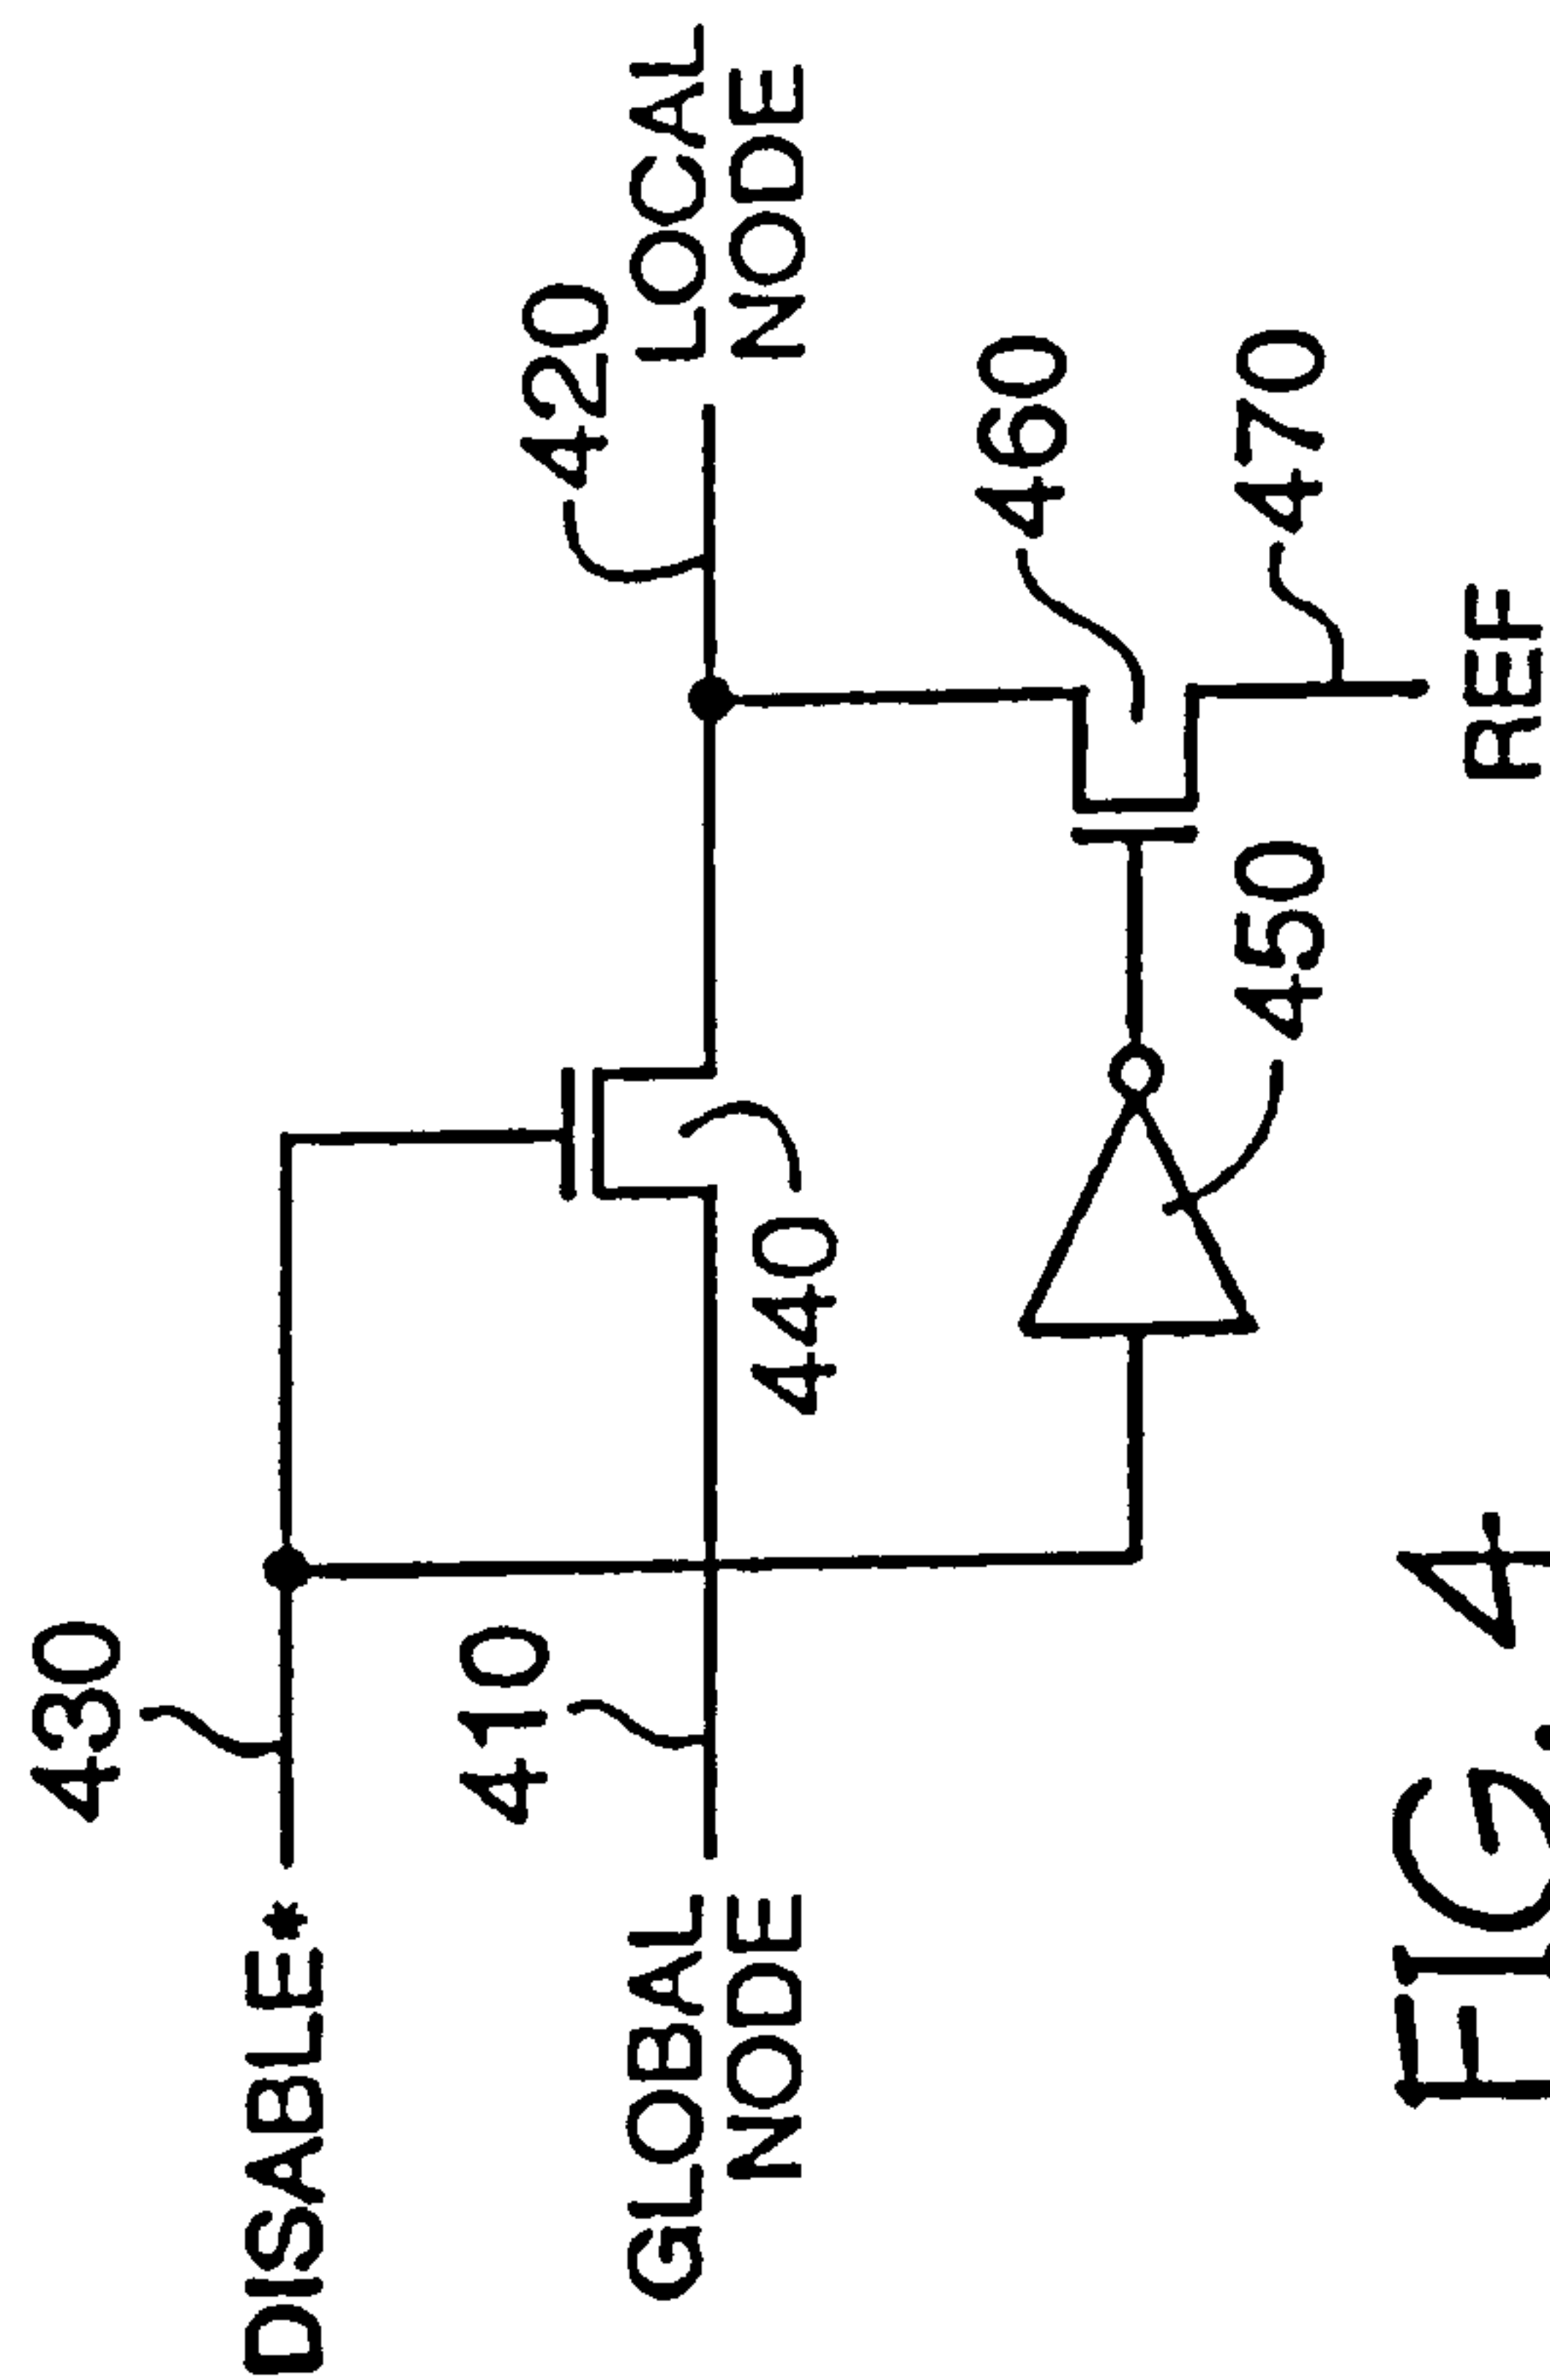 430
DISABLE*
410
420
GLOBAL
NODE
LOCAL
NODE
440
460
450
470
REF
FIG. 4